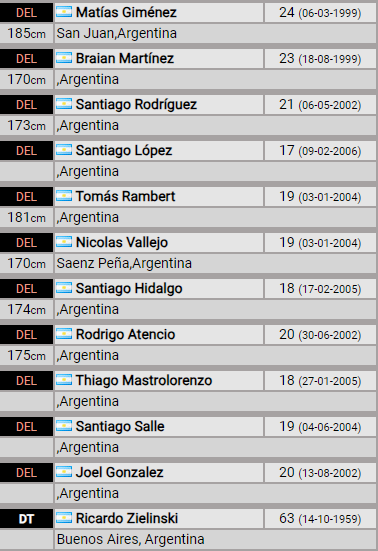 DEL Matías Giménez 24 (06-03-1999)
185cm San Juan,Argentina
DEL Braian Martínez 23 (18-08-1999)
170cm ,Argentina
DEL Santiago Rodríguez 21 (06-05-2002)
173cm ,Argentina
DEL Santiago López 17 (09-02-2006)
,Argentina
DEL Tomás Rambert 19 (03-01-2004)
181cm ,Argentina
DEL Nicolas Vallejo 19 (03-01-2004)
170cm Saenz Peña,Argentina
DEL Santiago Hidalgo 18 (17-02-2005)
174cm ,Argentina
DEL Rodrigo Atencio 20 (30-06-2002)
175cm ,Argentina
DEL Thiago Mastrolorenzo 18 (27-01-2005)
,Argentina
DEL Santiago Salle 19 (04-06-2004)
,Argentina
DEL Joel Gonzalez 20 (13-08-2002)
,Argentina
DT Ricardo Zielinski 63 (14-10-1959)
Buenos Aires, Argentina